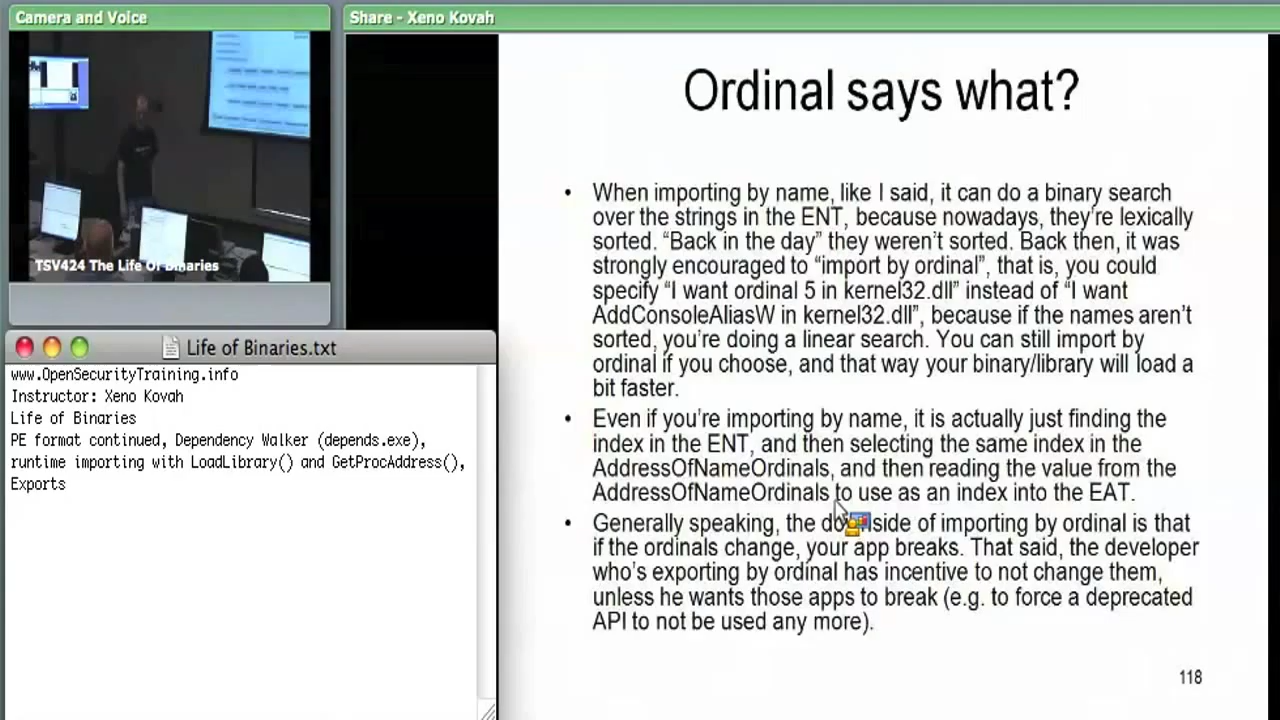 Camera and Voice
TSV424 The Life Of Binaries
Life of Binaries.txt
www.OpenSecurityTraining.info
Instructor: Xeno Kovah
Life of Binaries
PE format continued, Dependency Walker (depends.exe),
runtime importing with LoadLibrary() and GetProcAddress(),
Exports
Share - Xeno Kovah
Ordinal says what?
• When importing by name, like I said, it can do a binary search
over the strings in the ENT, because nowadays, they're lexically
sorted. “Back in the day” they weren't sorted. Back then, it was
strongly encouraged to “import by ordinal”, that is, you could
specify “I want ordinal 5 in kernel32.dll” instead of “I want
AddConsoleAliasW in kernel32.dll”, because if the names aren't
sorted, you're doing a linear search. You can still import by
ordinal if you choose, and that way your binary/library will load a
bit faster.
• Even if you're importing by name, it is actually just finding the
index in the ENT, and then selecting the same index in the
AddressOfNameOrdinals, and then reading the value from the
AddressOfNameOrdinals to use as an index into the EAT.
• Generally speaking, the downside of importing by ordinal is that
if the ordinals change, your app breaks. That said, the developer
who's exporting by ordinal has incentive to not change them,
unless he wants those apps to break (e.g. to force a deprecated
API to not be used any more).
118